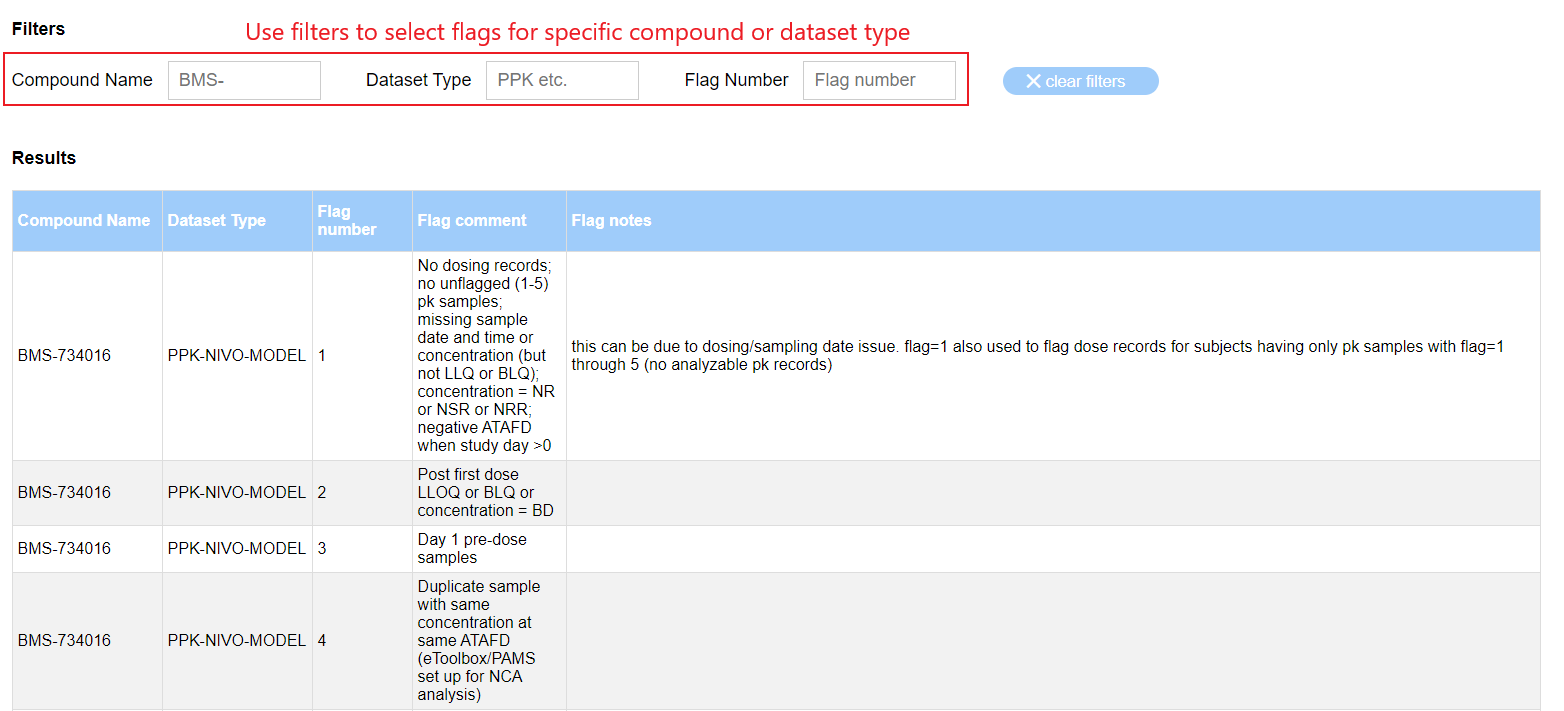 Filters
Use filters to select flags for specific compound or dataset type
Compound Name BMS- Dataset Type PPK etc. Flag Number Flag number clear filters
Results
Compound Name Dataset Type Flag number Flag comment Flag notes
BMS-734016
PPK-NIVO-MODEL
1
No dosing records;
no unflagged (1-5)
pk samples;
missing sample
date and time or
concentration (but
not LLQ or BLQ);
concentration = NR
or NSR or NRR;
negative ATAFD
when study day >0
this can be due to dosing/sampling date issue. flag=1 also used to flag dose records for subjects having only pk samples with flag=1
through 5 (no analyzable pk records)
BMS-734016
PPK-NIVO-MODEL
2
Post first dose
LLOQ or BLQ or
concentration = BD
BMS-734016
PPK-NIVO-MODEL
3
Day 1 pre-dose
samples
BMS-734016
PPK-NIVO-MODEL
4
Duplicate sample
with same
concentration at
same ATAFD
(eToolbox/PAMS
set up for NCA
analysis)